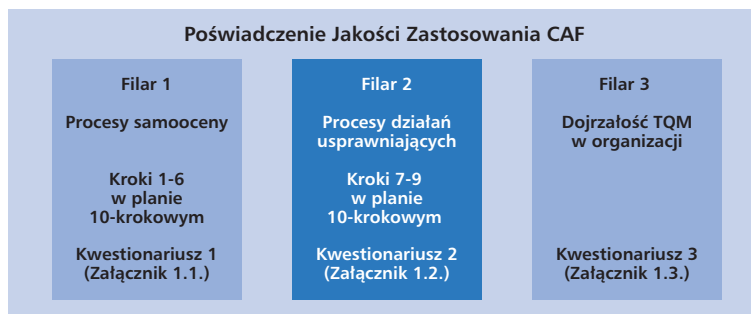 Poświadczenie Jakości Zastosowania CAF
Filar 1
Procesy samooceny
Kroki 1-6
w planie
10-krokowym
Kwestionariusz 1
(Załącznik 1.1.)
Filar 2
Procesy działań
usprawniających
Kroki 7-9
w planie
10-krokowym
Kwestionariusz 2
(Załącznik 1.2.)
Filar 3
Dojrzałość TQM
w organizacji
Kwestionariusz 3
(Załącznik 1.3.)